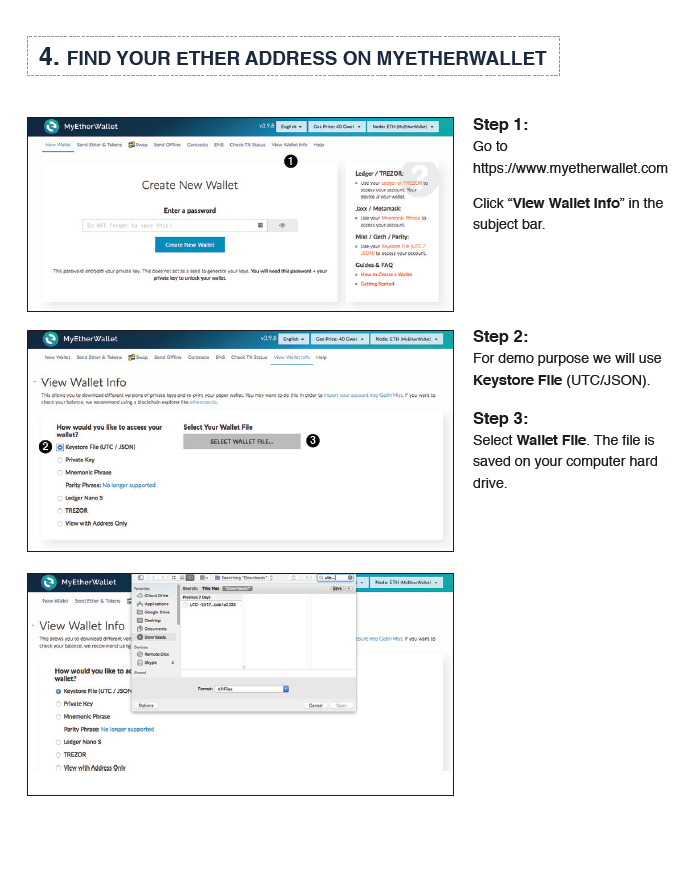 4. FIND YOUR ETHER ADDRESS ON MYETHERWALLET
MyEtherWallet
v3.9.8 English Gas Price: 40 Gwei Node: ETH (MyEtherWallet)
New Wallet Send Ether & Tokens Swap Send Offline Contracts ENS Check TX Status View Wallet Info Help
1
Create New Wallet
Enter a password
Do NOT forget to save this!
Create New Wallet
This password encrypts your private key. This does not act as a seed to generate your keys. You will need this password + your
private key to unlock your wallet.
Ledger / TREZOR:
Use your Ledger or TREZOR to
access your account. Your
device is your wallet.
Jaxx / Metamask:
Use your Mnemonic Phrase to
access your account.
Mist / Geth / Parity:
Use your Keystore File (UTC /
JSON) to access your account.
Guides & FAQ
How to Create a Wallet
Getting Started
Step 1:
Go to
https://www.myetherwallet.com
Click “View Wallet Info” in the
subject bar.
MyEtherWallet
v3.9.8 English Gas Price: 40 Gwei Node: ETH (MyEtherWallet)
New Wallet Send Ether & Tokens Swap Send Offline Contracts ENS Check TX Status View Wallet Info Help
View Wallet Info
This allows you to download different versions of private keys and re-print your paper wallet. You may want to do this in order to import your account into Geth/Mist. If you want to
check your balance, we recommend using a blockchain explorer like etherscan.io.
How would you like to access your
wallet?
2
Keystore File (UTC / JSON)
Private Key
Mnemonic Phrase
Parity Phrase: No longer supported
Ledger Nano S
TREZOR
View with Address Only
Select Your Wallet File
SELECT WALLET FILE...
3
Step 2:
For demo purpose we will use
Keystore File (UTC/JSON).
Step 3:
Select Wallet File. The file is
saved on your computer hard
drive.
MyEtherWallet
Searching "Downloads"
Node: ETH (MyEtherWallet)
New Wallet Send Ether & Tokens
View Wallet Info Help
View Wallet Info
This allows you to download different ver
count into Geth/Mist. If you want to
check your balance, we recommend using
How would you like to ac
wallet?
Keystore File (UTC / JSON
Private Key
Mnemonic Phrase
Parity Phrase: No longer supported
Ledger Nano S
TREZOR
View with Address Only
Favorites
iCloud Drive
Applications
Google Drive
Desktop
Documents
Downloads
Devices
Remote Disc
Skype
Shared
Search: This Mac "Downloads"
Save
Previous 7 Days
Format: All Files
Options
Cancel Open